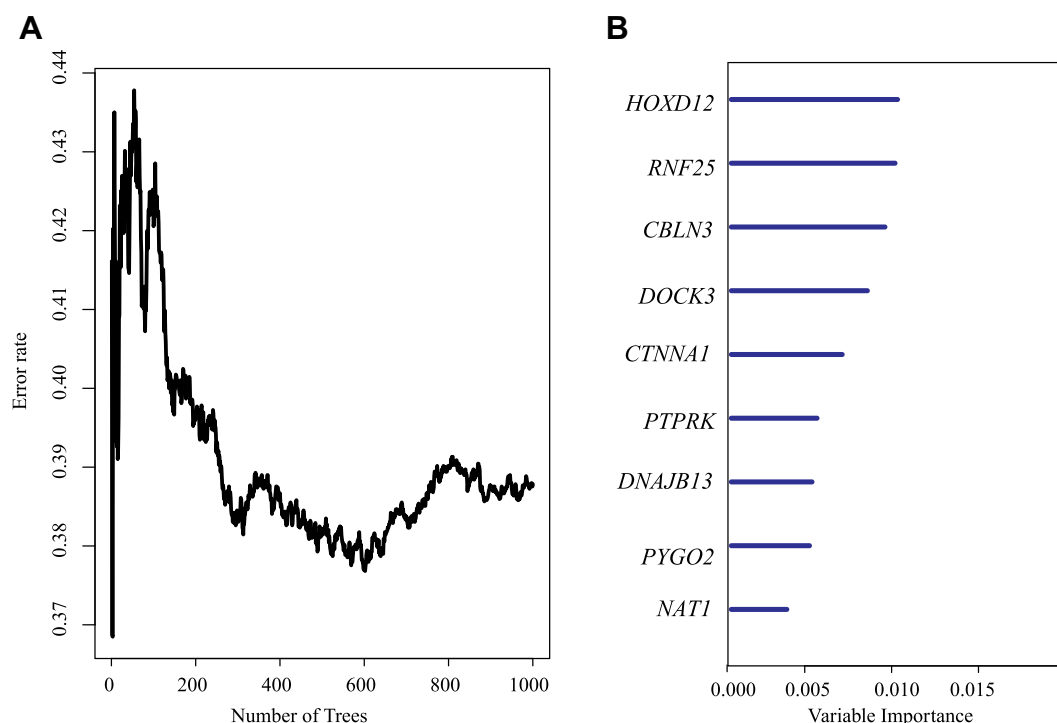 A
0.44
0.43
0.42
0.41
0.40
0.39
0.38
0.37
Error rate
0 200 400 600 800 1000
Number of Trees
B
HOXD12
RNF25
CBLN3
DOCK3
CTNNA1
PTPRK
DNAJB13
PYGO2
NAT1
0.000 0.005 0.010 0.015
Variable Importance